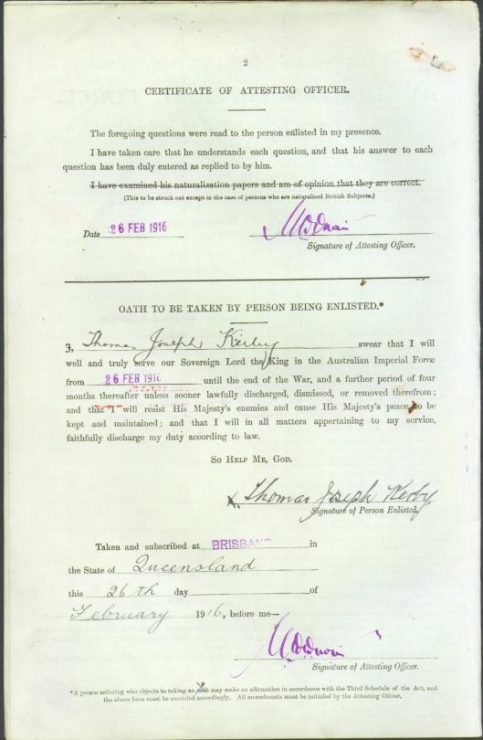 2
CERTIFICATE OF ATTESTING OFFICER.
The foregoing questions were read to the person enlisted in my presence.
I have taken care that he understands each question, and that his answer to each
question has been duly entered as replied to by him.
I have examined his naturalization papers and am of opinion that they are correct.
(This to be struck out except in the case of persons who are naturalized British Subjects.)
Date 26 FEB 1916
Signature of Attesting Officer.
OATH TO BE TAKEN BY PERSON BEING ENLISTED.*
3, Thomas Joseph swear that I will
well and truly serve our Sovereign Lord the King in the Australian Imperial Force
from 26 FEB 191 until the end of the War, and a further period of four
months thereafter unless sooner lawfully discharged, dismissed, or removed therefrom;
and that I will resist His Majesty's enemies and cause His Majesty's peace to be
kept and maintained; and that I will in all matters appertaining to my service,
faithfully discharge my duty according to law.
SO HELP ME, GOD.
Thomas Joseph Kerby
Signature of Person Enlisted.
Taken and subscribed at BRISBANE in
the State of Queensland
this 26th day of
February 1916, before me—
Signature of Attesting Officer.
*A person enlisting who objects to taking an oath may make an affirmation in accordance with the Third Schedule of the Act, and
the above form must be amended accordingly. All amendments must be initialed by the Attesting Officer.